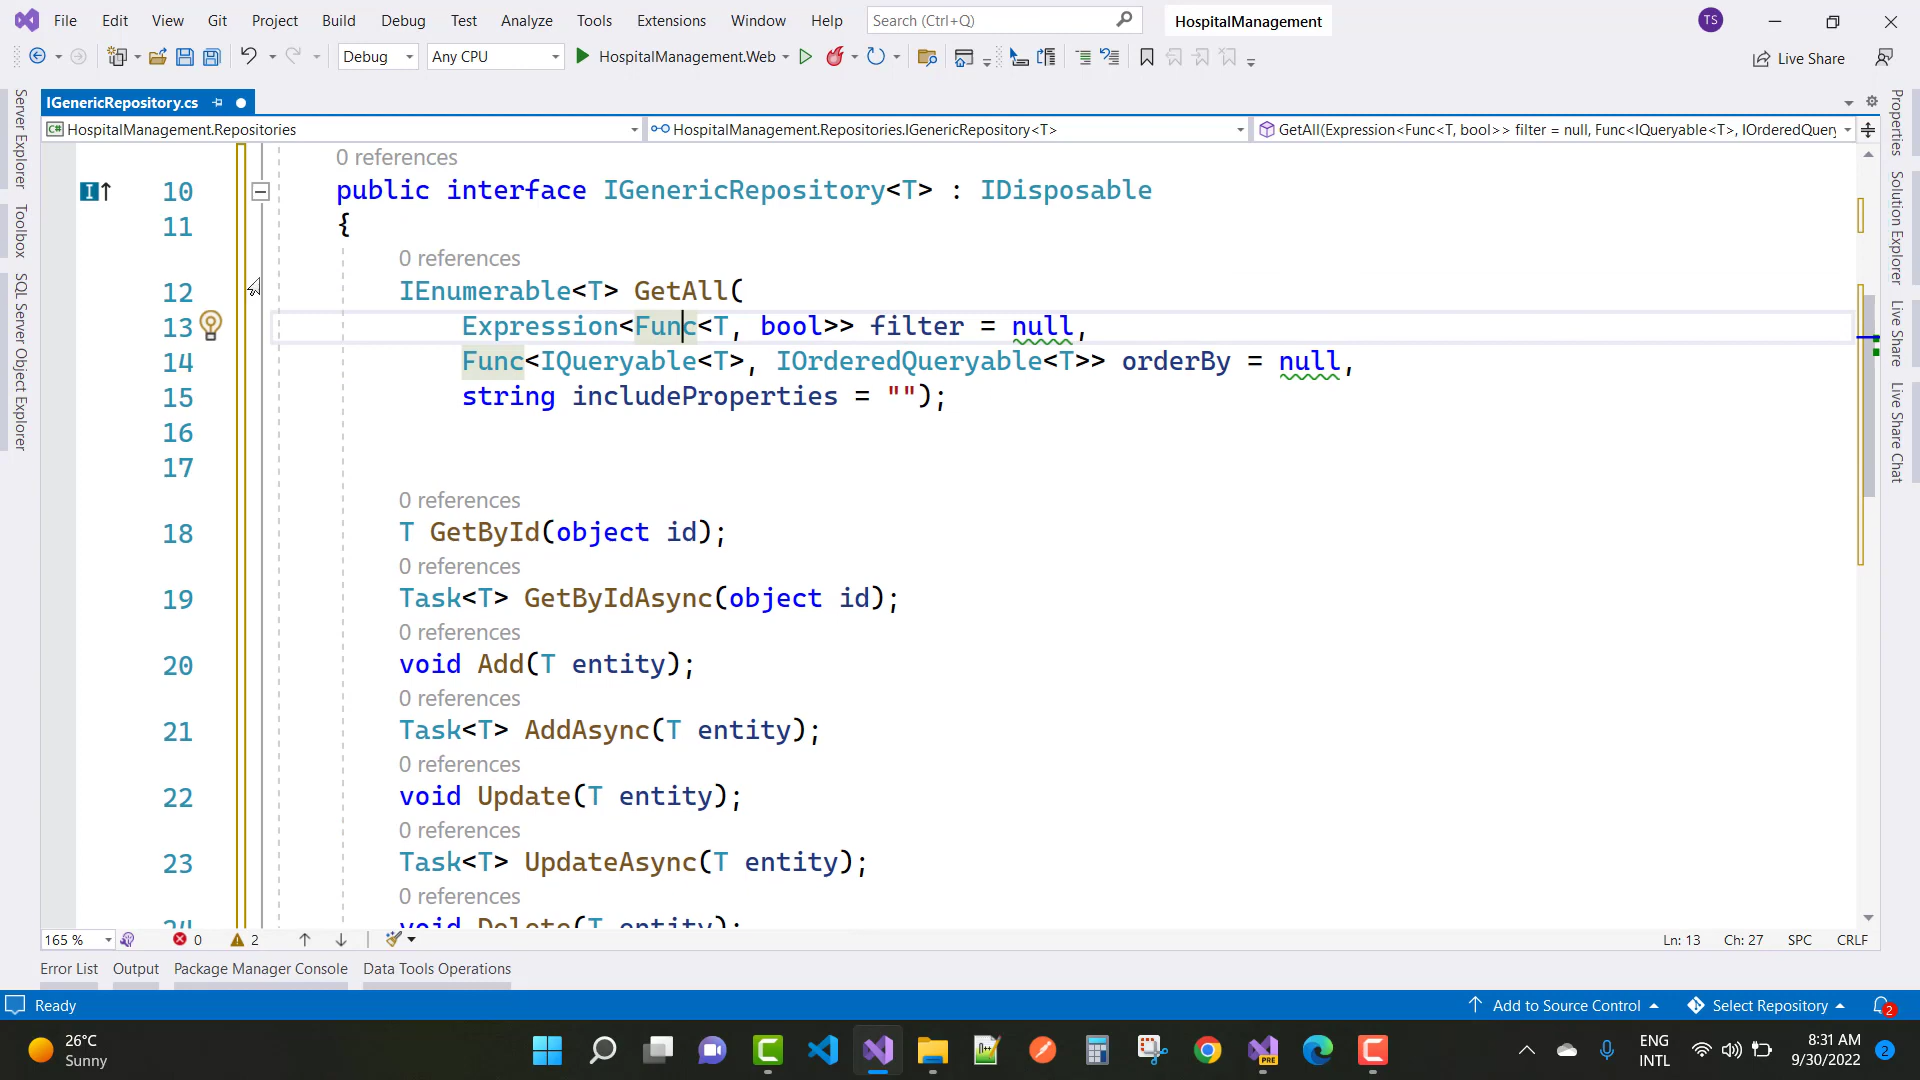 File Edit View Git Project Build Debug Test Analyze Tools Extensions Window Help Search (Ctrl+Q) HospitalManagement TS
Debug Any CPU HospitalManagement.Web Live Share
IGenericRepository.cs
HospitalManagement.Repositories HospitalManagement.Repositories.IGenericRepository<T> GetAll(Expression<Func<T, bool>> filter = null, Func<IQueryable<T>, IOrderedQuery
Server Explorer
Toolbox
SQL Server Object Explorer
0 references
10 public interface IGenericRepository<T> : IDisposable
11 {
0 references
12 IEnumerable<T> GetAll(
13 Expression<Func<T, bool>> filter = null,
14 Func<IQueryable<T>, IOrderedQueryable<T>> orderBy = null,
15 string includeProperties = "");
16
17
0 references
18 T GetById(object id);
0 references
19 Task<T> GetByIdAsync(object id);
0 references
20 void Add(T entity);
0 references
21 Task<T> AddAsync(T entity);
0 references
22 void Update(T entity);
0 references
23 Task<T> UpdateAsync(T entity);
0 references
24 void Delete(T entity);
Properties
Solution Explorer
Live Share
Live Share Chat
165 % 0 2 Ln: 13 Ch: 27 SPC CRLF
Error List Output Package Manager Console Data Tools Operations
Ready Add to Source Control Select Repository 2
26°C
Sunny
PRE
ENG
INTL
8:31 AM
9/30/2022
2